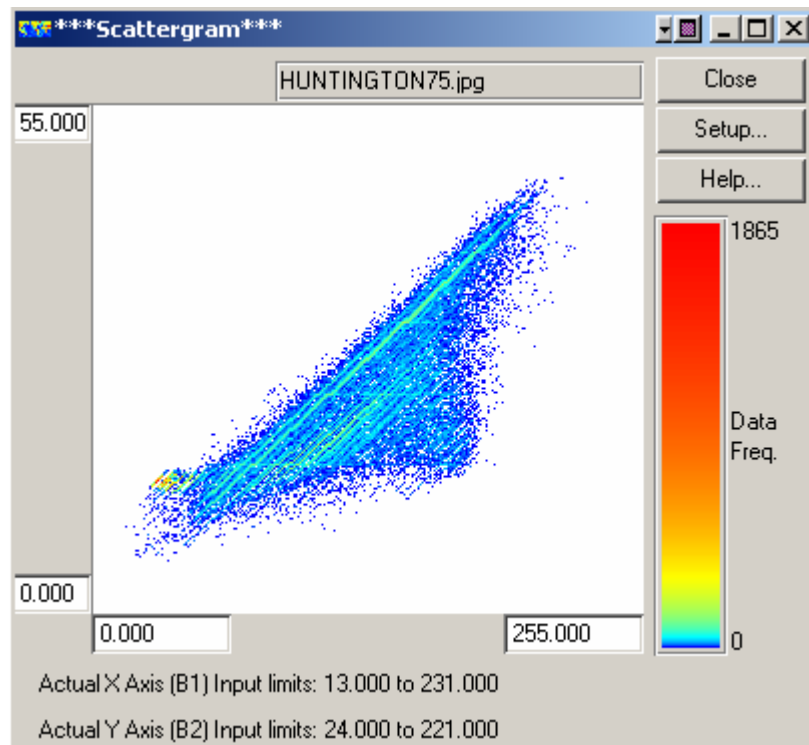 ***Scattergram***
HUNTINGTON75.jpg
Close
55.000
Setup...
Help...
1865
Data
Freq.
0.000
0
0.000
255.000
Actual X Axis (B1) Input limits: 13.000 to 231.000
Actual Y Axis (B2) Input limits: 24.000 to 221.000